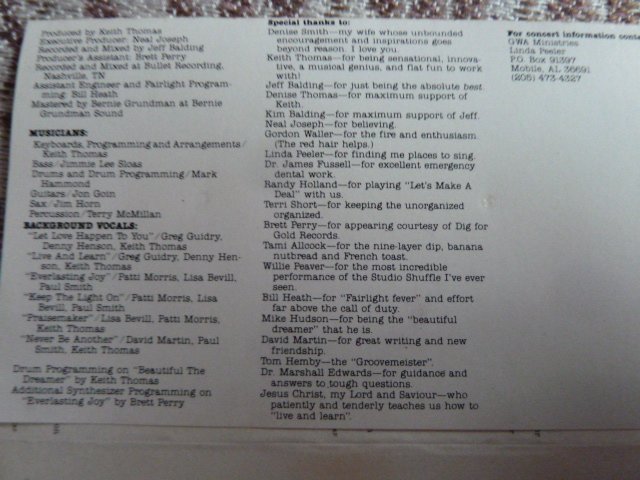 Produced by Keith Thomas
Executive Producer: Neal Joseph
Recorded and Mixed by Jeff Balding
Producer's Assistant: Brett Perry
Recorded and Mixed at Bullet Recording,
Nashville, TN
Assistant Engineer and Fairlight Program-
ming: Bill Heath
Mastered by Bernie Grundman at Bernie
Grundman Sound
MUSICIANS:
Keyboards, Programming and Arrangements/
Keith Thomas
Bass/Jimmie Lee Sloas
Drums and Drum Programming/Mark
Hammond
Guitars/Jon Goin
Sax/Jim Horn
Percussion/Terry McMillan
BACKGROUND VOCALS:
"Let Love Happen To You"/Greg Guidry,
Denny Henson, Keith Thomas
"Live And Learn"/Greg Guidry, Denny Hen-
son, Keith Thomas
"Everlasting Joy"/Patti Morris, Lisa Bevill,
Paul Smith
"Keep The Light On"/Patti Morris, Lisa
Bevill, Paul Smith
"Praisemaker"/Lisa Bevill, Patti Morris,
Keith Thomas
"Never Be Another"/David Martin, Paul
Smith, Keith Thomas
Drum Programming on "Beautiful The
Dreamer" by Keith Thomas
Additional Synthesizer Programming on
"Everlasting Joy" by Brett Perry
Special thanks to:
Denise Smith—my wife whose unbounded
encouragement and inspirations goes
beyond reason. I love you.
Keith Thomas—for being sensational, innova-
tive, a musical genius, and flat fun to work
with!
Jeff Balding—for just being the absolute best.
Denise Thomas—for maximum support of
Keith.
Kim Balding—for maximum support of Jeff.
Neal Joseph—for believing.
Gordon Waller—for the fire and enthusiasm.
(The red hair helps.)
Linda Peeler—for finding me places to sing.
Dr. James Fussell—for excellent emergency
dental work.
Randy Holland—for playing "Let's Make A
Deal" with us.
Terri Short—for keeping the unorganized
organized.
Brett Perry—for appearing courtesy of Dig for
Gold Records.
Tami Allcock—for the nine-layer dip, banana
nutbread and French toast.
Willie Peaver—for the most incredible
performance of the Studio Shuffle I've ever
seen.
Bill Heath—for "Fairlight fever" and effort
far above the call of duty.
Mike Hudson—for being the "beautiful
dreamer" that he is.
David Martin—for great writing and new
friendship.
Tom Hemby—the "Groovemeister".
Dr. Marshall Edwards—for guidance and
answers to tough questions.
Jesus Christ, my Lord and Saviour—who
patiently and tenderly teaches us how to
"live and learn".
For concert information conta
GWA Ministries
Linda Peeler
P.O. Box 91397
Mobile, AL 36691
(205) 473-4327